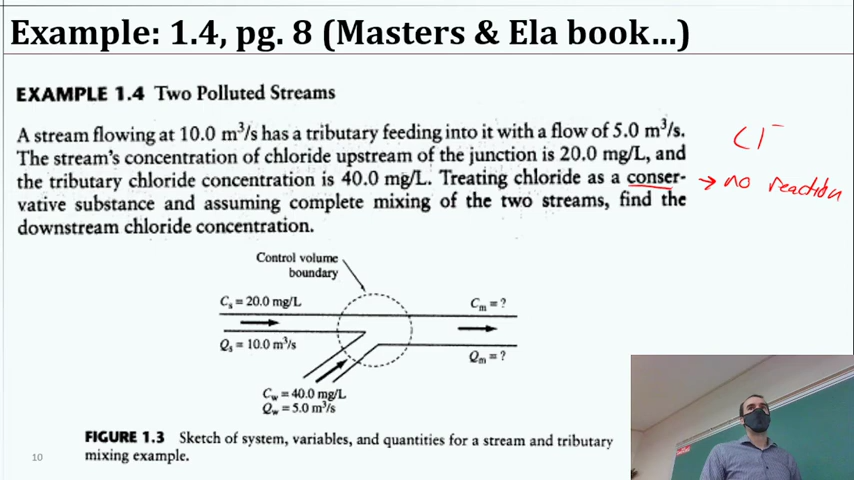 Example: 1.4, pg. 8 (Masters & Ela book...)
EXAMPLE 1.4 Two Polluted Streams
A stream flowing at 10.0 m³/s has a tributary feeding into it with a flow of 5.0 m³/s.
The stream's concentration of chloride upstream of the junction is 20.0 mg/L, and
the tributary chloride concentration is 40.0 mg/L. Treating chloride as a conser-
vative substance and assuming complete mixing of the two streams, find the
downstream chloride concentration.
Cl⁻
→ no reaction
Control volume
boundary
Cₛ = 20.0 mg/L
Qₛ = 10.0 m³/s
Cₘ = ?
Qₘ = ?
C_w = 40.0 mg/L
Q_w = 5.0 m³/s
FIGURE 1.3 Sketch of system, variables, and quantities for a stream and tributary
mixing example.
10